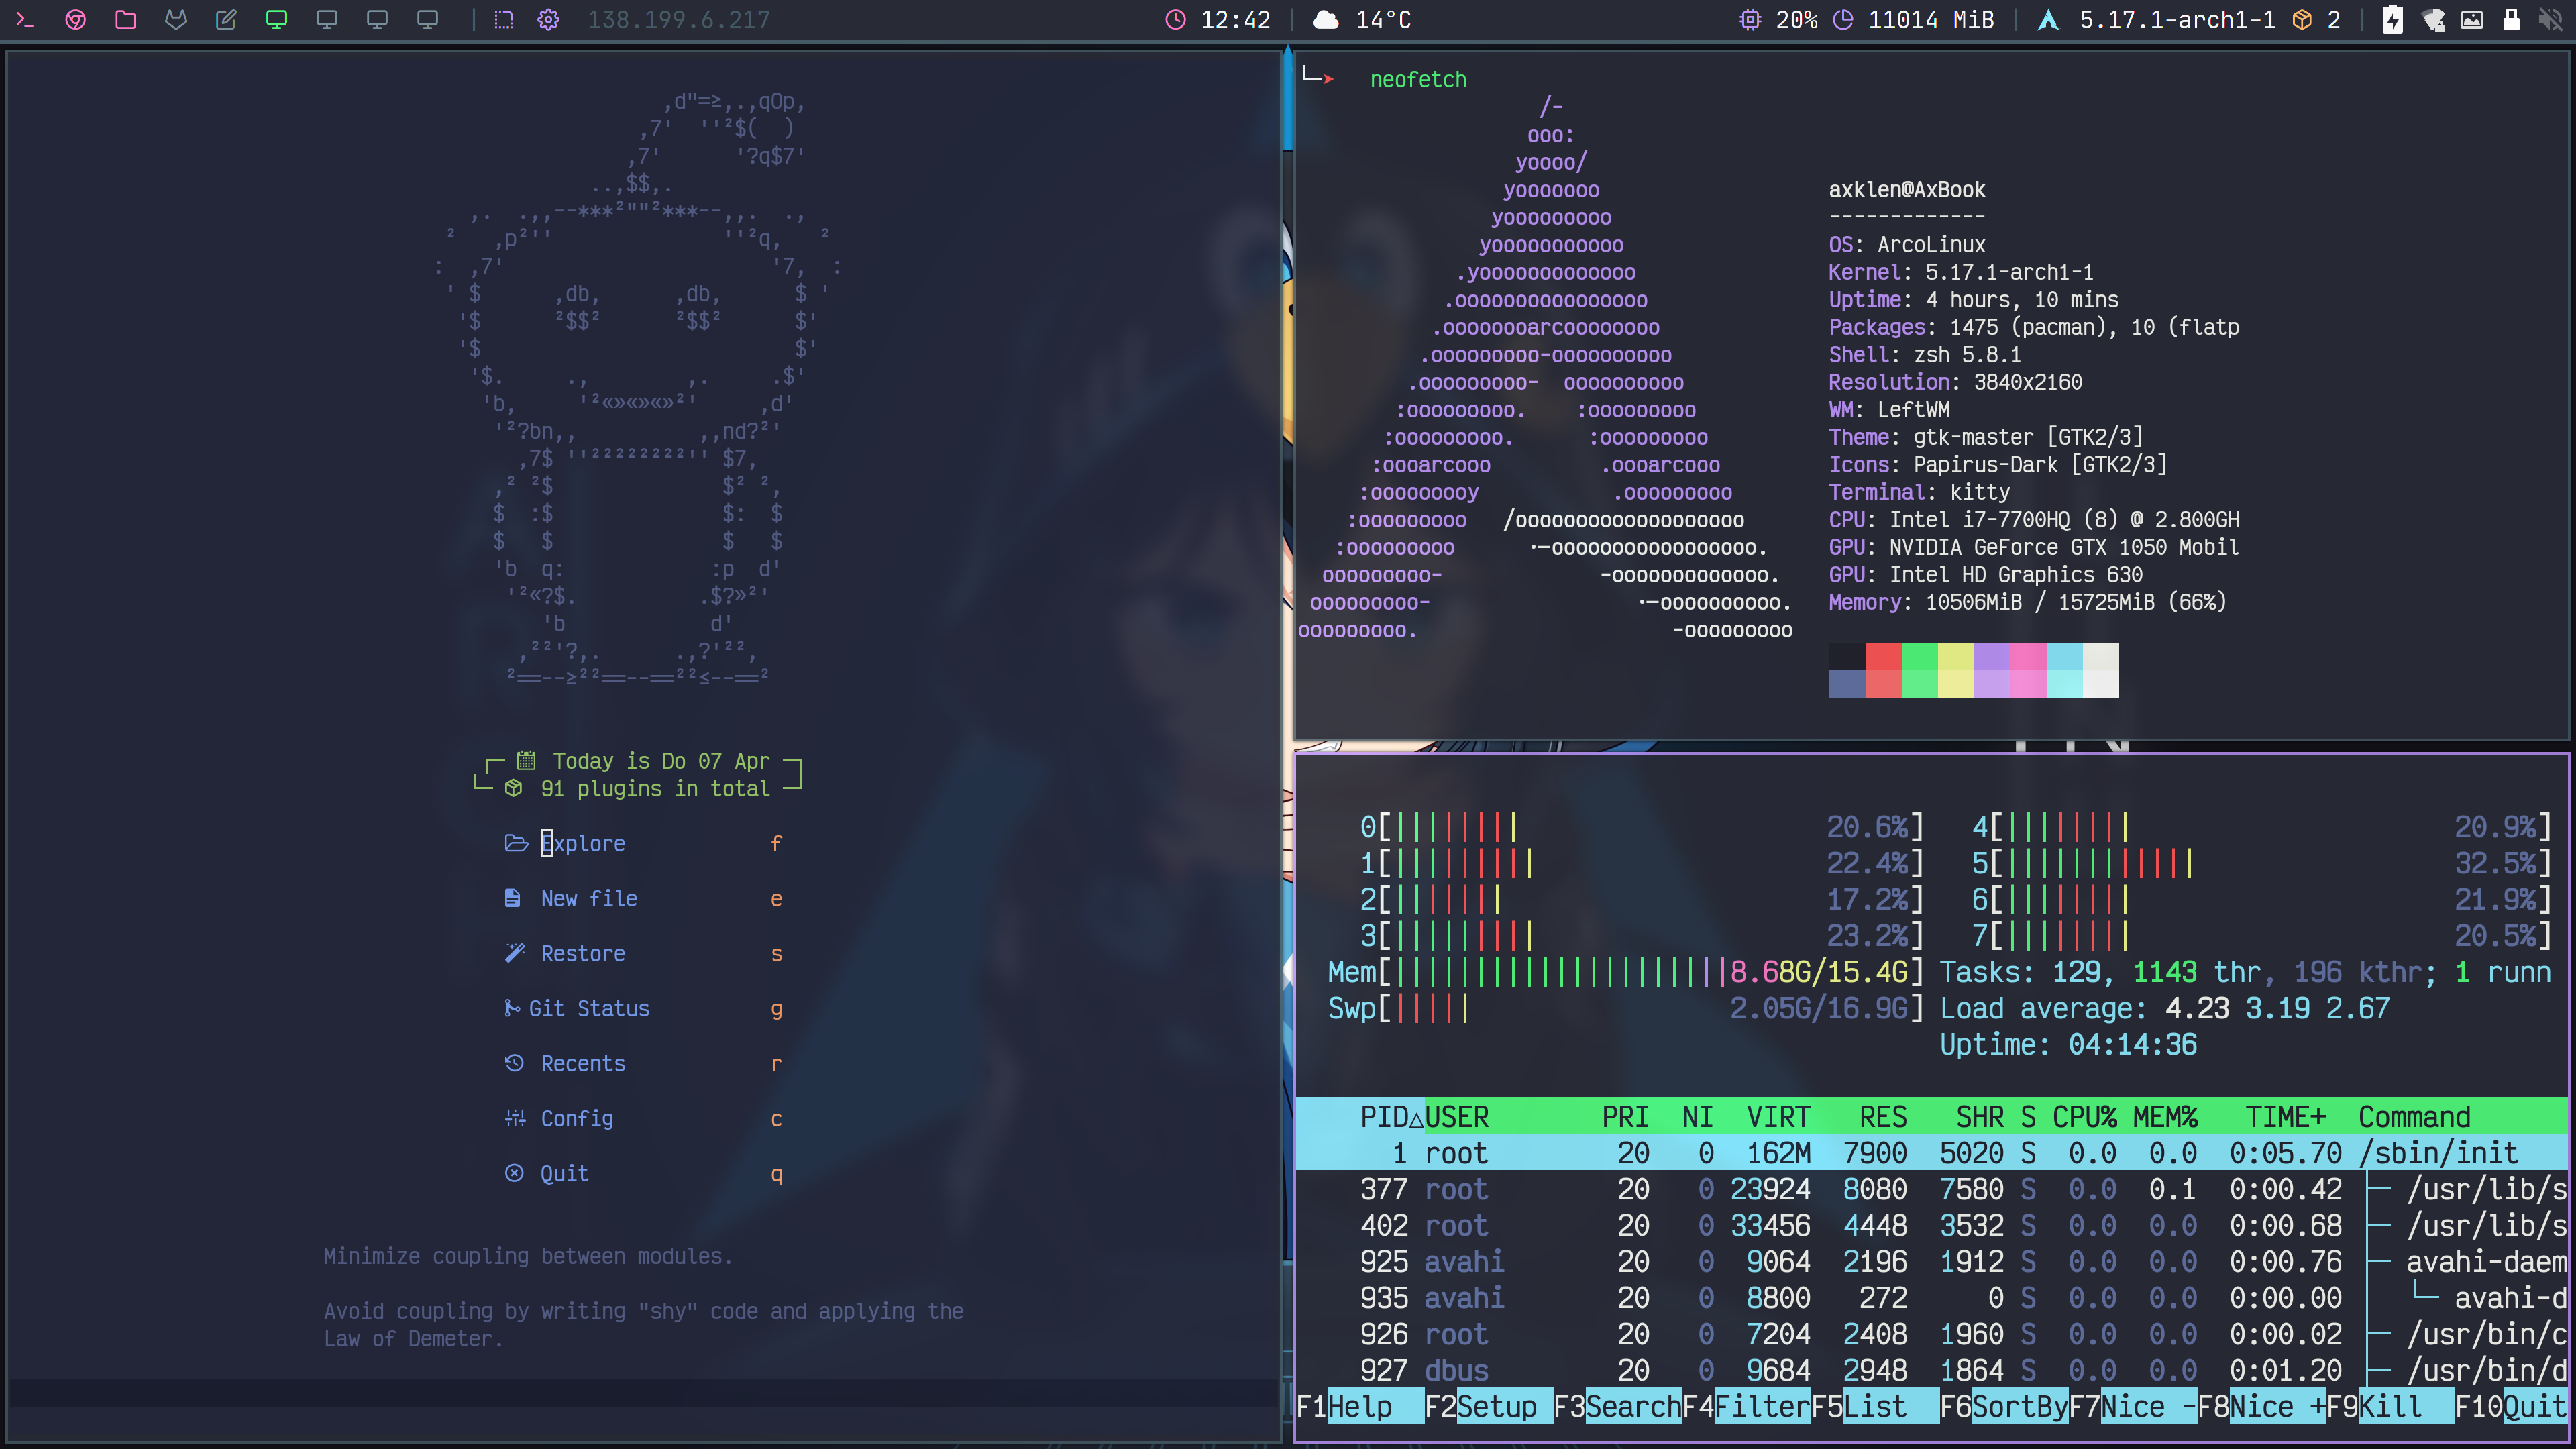 138.199.6.217
12:42
14°C
20%
11014 MiB
5.17.1-arch1-1
2
Today is Do 07 Apr
91 plugins in total
Explore f
New file e
Restore s
Git Status g
Recents r
Config c
Quit q
Minimize coupling between modules.
Avoid coupling by writing "shy" code and applying the
Law of Demeter.
neofetch
axklen@AxBook
-------------
OS: ArcoLinux
Kernel: 5.17.1-arch1-1
Uptime: 4 hours, 10 mins
Packages: 1475 (pacman), 10 (flatp
Shell: zsh 5.8.1
Resolution: 3840x2160
WM: LeftWM
Theme: gtk-master [GTK2/3]
Icons: Papirus-Dark [GTK2/3]
Terminal: kitty
CPU: Intel i7-7700HQ (8) @ 2.800GH
GPU: NVIDIA GeForce GTX 1050 Mobil
GPU: Intel HD Graphics 630
Memory: 10506MiB / 15725MiB (66%)
0[ 20.6%] 4[ 20.9%]
1[ 22.4%] 5[ 32.5%]
2[ 17.2%] 6[ 21.9%]
3[ 23.2%] 7[ 20.5%]
Mem[ 8.68G/15.4G] Tasks: 129, 1143 thr, 196 kthr; 1 runn
Swp[ 2.05G/16.9G] Load average: 4.23 3.19 2.67
Uptime: 04:14:36
PID△USER PRI NI VIRT RES SHR S CPU% MEM% TIME+ Command
1 root 20 0 162M 7900 5020 S 0.0 0.0 0:05.70 /sbin/init
377 root 20 0 23924 8080 7580 S 0.0 0.1 0:00.42 /usr/lib/s
402 root 20 0 33456 4448 3532 S 0.0 0.0 0:00.68 /usr/lib/s
925 avahi 20 0 9064 2196 1912 S 0.0 0.0 0:00.76 avahi-daem
935 avahi 20 0 8800 272 0 S 0.0 0.0 0:00.00 avahi-d
926 root 20 0 7204 2408 1960 S 0.0 0.0 0:00.02 /usr/bin/c
927 dbus 20 0 9684 2948 1864 S 0.0 0.0 0:01.20 /usr/bin/d
F1Help F2Setup F3SearchF4FilterF5List F6SortByF7Nice -F8Nice +F9Kill F10Quit